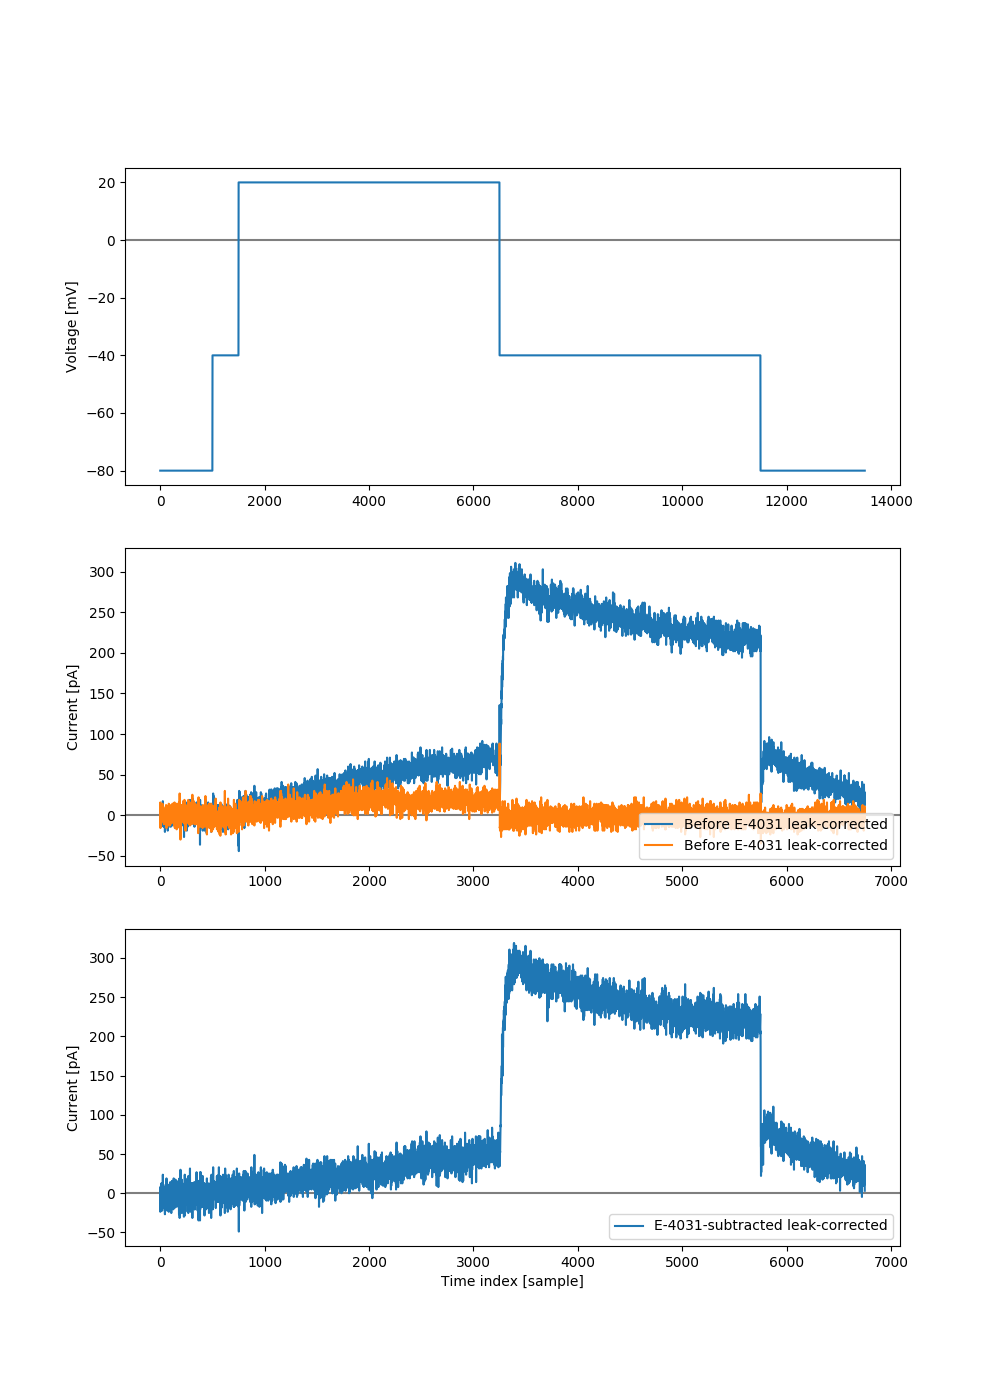 20
0
−20
−40
−60
−80
Voltage [mV]
0 2000 4000 6000 8000 10000 12000 14000
300
250
200
150
100
50
0
−50
Current [pA]
Before E-4031 leak-corrected
Before E-4031 leak-corrected
0 1000 2000 3000 4000 5000 6000 7000
300
250
200
150
100
50
0
−50
Current [pA]
E-4031-subtracted leak-corrected
0 1000 2000 3000 4000 5000 6000 7000
Time index [sample]